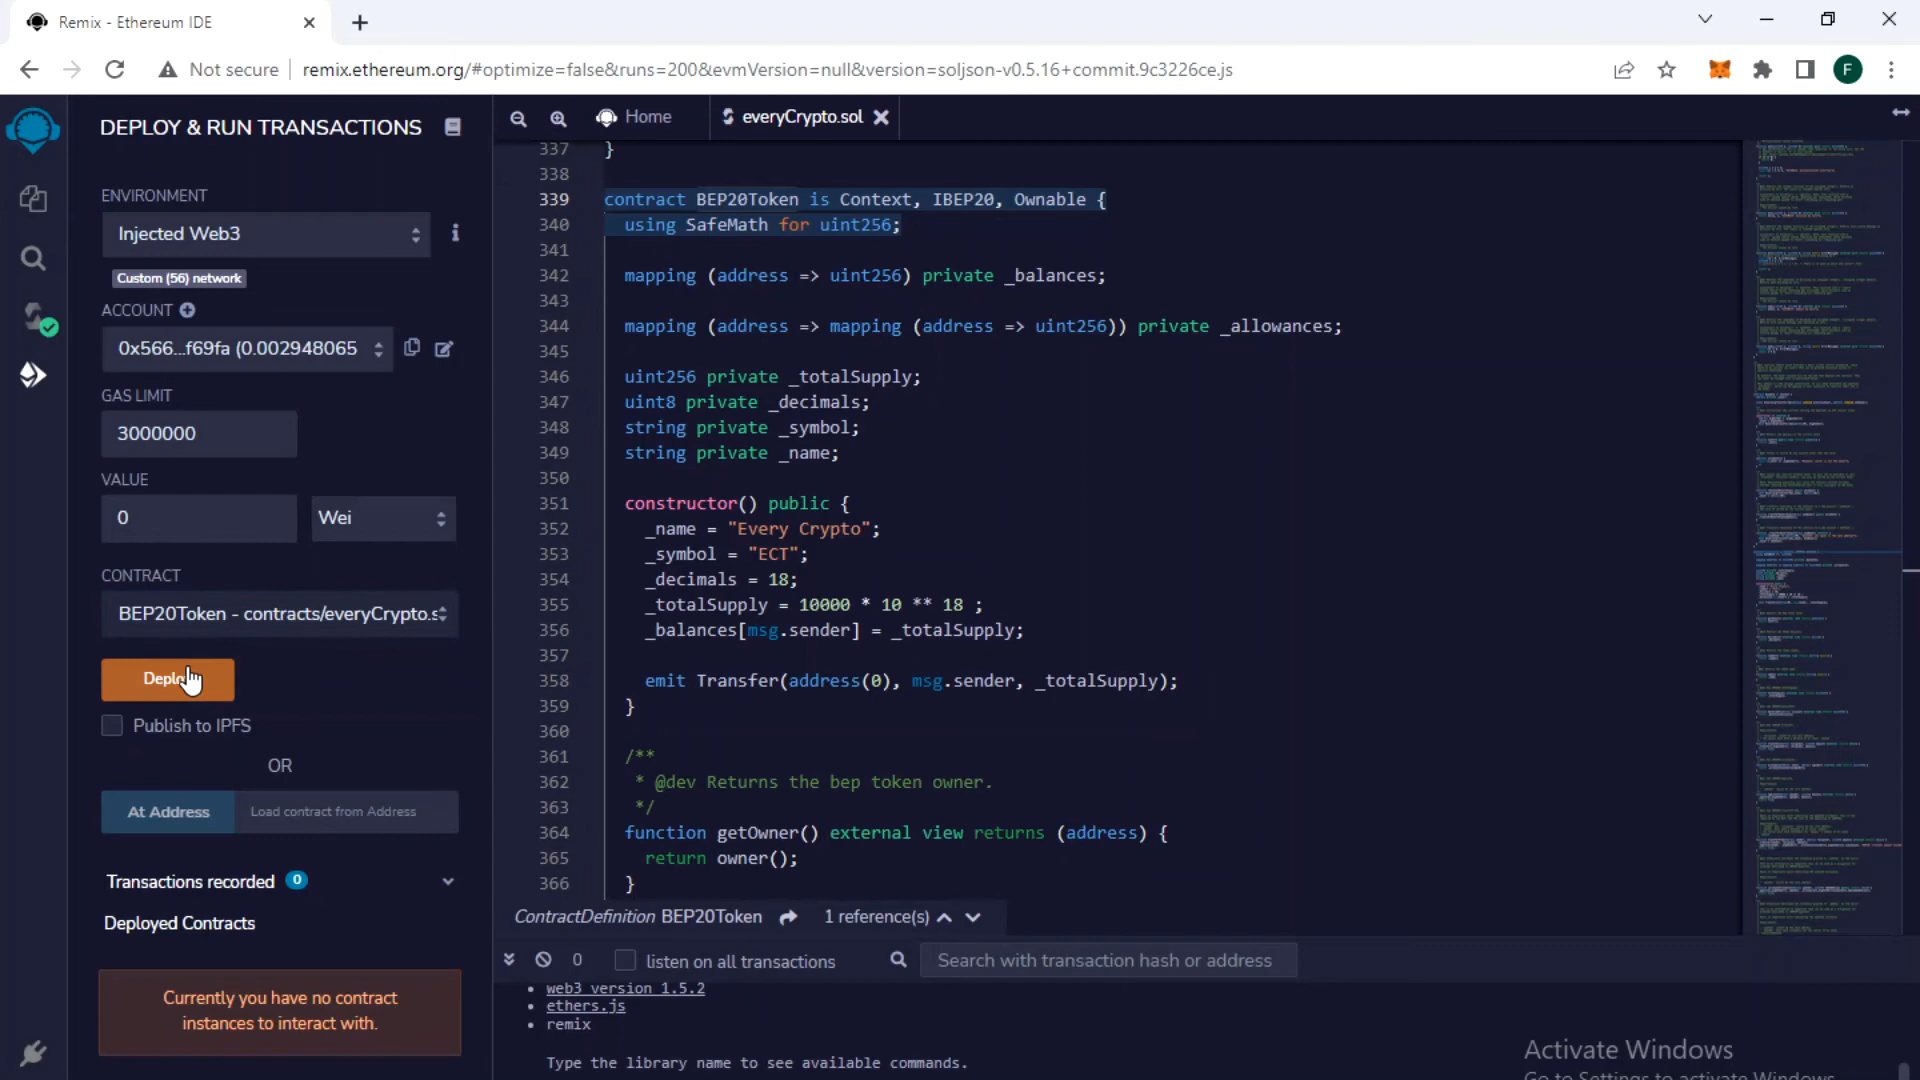 Remix - Ethereum IDE
Not secure
remix.ethereum.org/#optimize=false&runs=200&evmVersion=null&version=soljson-v0.5.16+commit.9c3226ce.js
F
DEPLOY & RUN TRANSACTIONS
ENVIRONMENT
Injected Web3
Custom (56) network
ACCOUNT
0x566...f69fa (0.002948065
GAS LIMIT
3000000
VALUE
0
Wei
CONTRACT
BEP20Token - contracts/everyCrypto.s
Deploy
Publish to IPFS
OR
At Address
Load contract from Address
Transactions recorded 0
Deployed Contracts
Currently you have no contract
instances to interact with.
Home
everyCrypto.sol
337 }
338
339 contract BEP20Token is Context, IBEP20, Ownable {
340 using SafeMath for uint256;
341
342 mapping (address => uint256) private _balances;
343
344 mapping (address => mapping (address => uint256)) private _allowances;
345
346 uint256 private _totalSupply;
347 uint8 private _decimals;
348 string private _symbol;
349 string private _name;
350
351 constructor() public {
352 _name = "Every Crypto";
353 _symbol = "ECT";
354 _decimals = 18;
355 _totalSupply = 10000 * 10 ** 18 ;
356 _balances[msg.sender] = _totalSupply;
357
358 emit Transfer(address(0), msg.sender, _totalSupply);
359 }
360
361 /**
362 * @dev Returns the bep token owner.
363 */
364 function getOwner() external view returns (address) {
365 return owner();
366 }
ContractDefinition BEP20Token 1 reference(s)
0
listen on all transactions
Search with transaction hash or address
web3 version 1.5.2
ethers.js
remix
Type the library name to see available commands.
Activate Windows
Go to Settings to activate Windows.